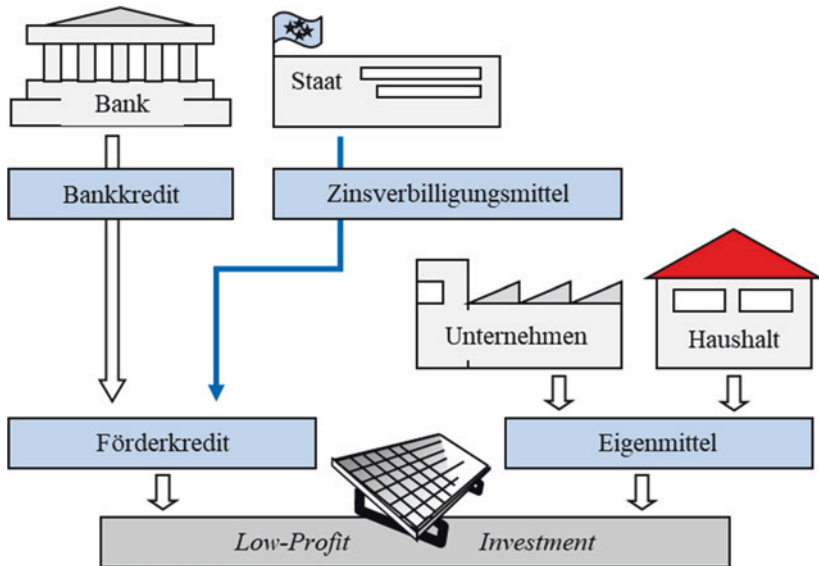 Bank
Staat
Bankkredit
Zinsverbilligungsmittel
Unternehmen
Haushalt
Förderkredit
Eigenmittel
Low-Profit Investment